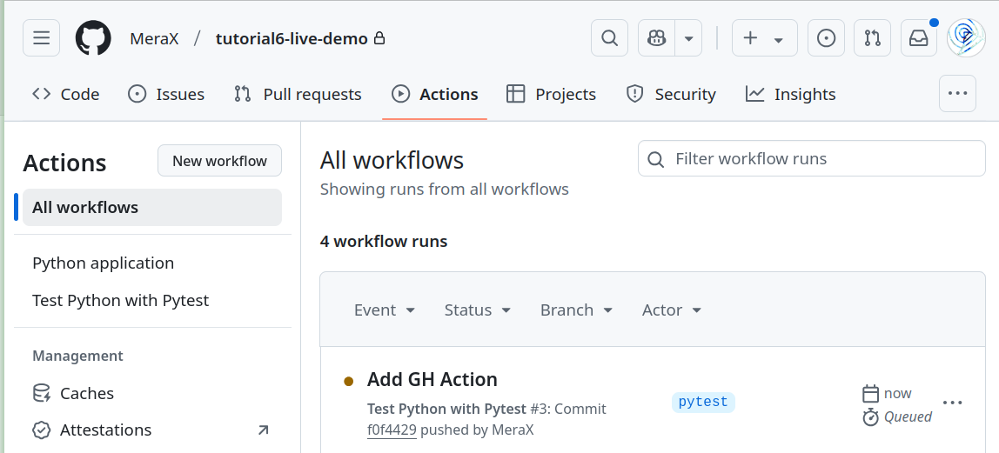 MeraX / tutorial6-live-demo
Code Issues Pull requests Actions Projects Security Insights
Actions
New workflow
All workflows
Python application
Test Python with Pytest
Management
Caches
Attestations
All workflows
Showing runs from all workflows
Filter workflow runs
4 workflow runs
Event Status Branch Actor
Add GH Action
Test Python with Pytest #3: Commit
f0f4429 pushed by MeraX
pytest
now
Queued